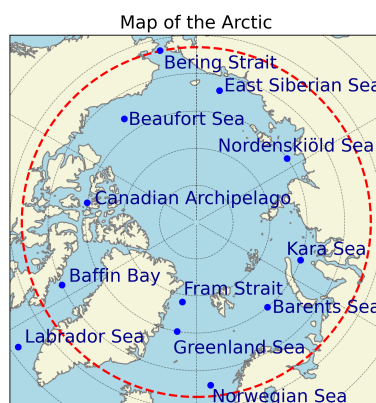 Map of the Arctic
Bering Strait
East Siberian Sea
Beaufort Sea
Nordenskiöld Sea
Canadian Archipelago
Kara Sea
Baffin Bay
Fram Strait
Barents Sea
Labrador Sea
Greenland Sea
Norwegian Sea